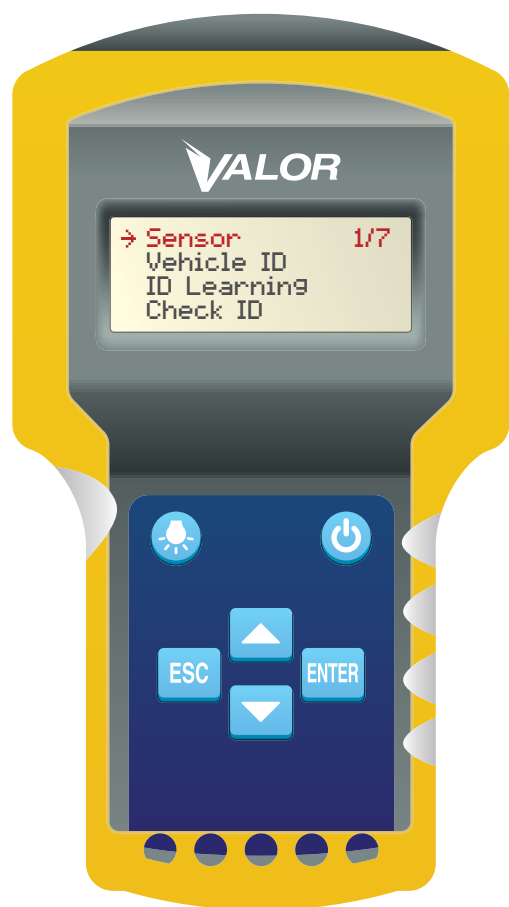 VALOR
→ Sensor 1/7
Vehicle ID
ID Learning
Check ID
ESC
ENTER